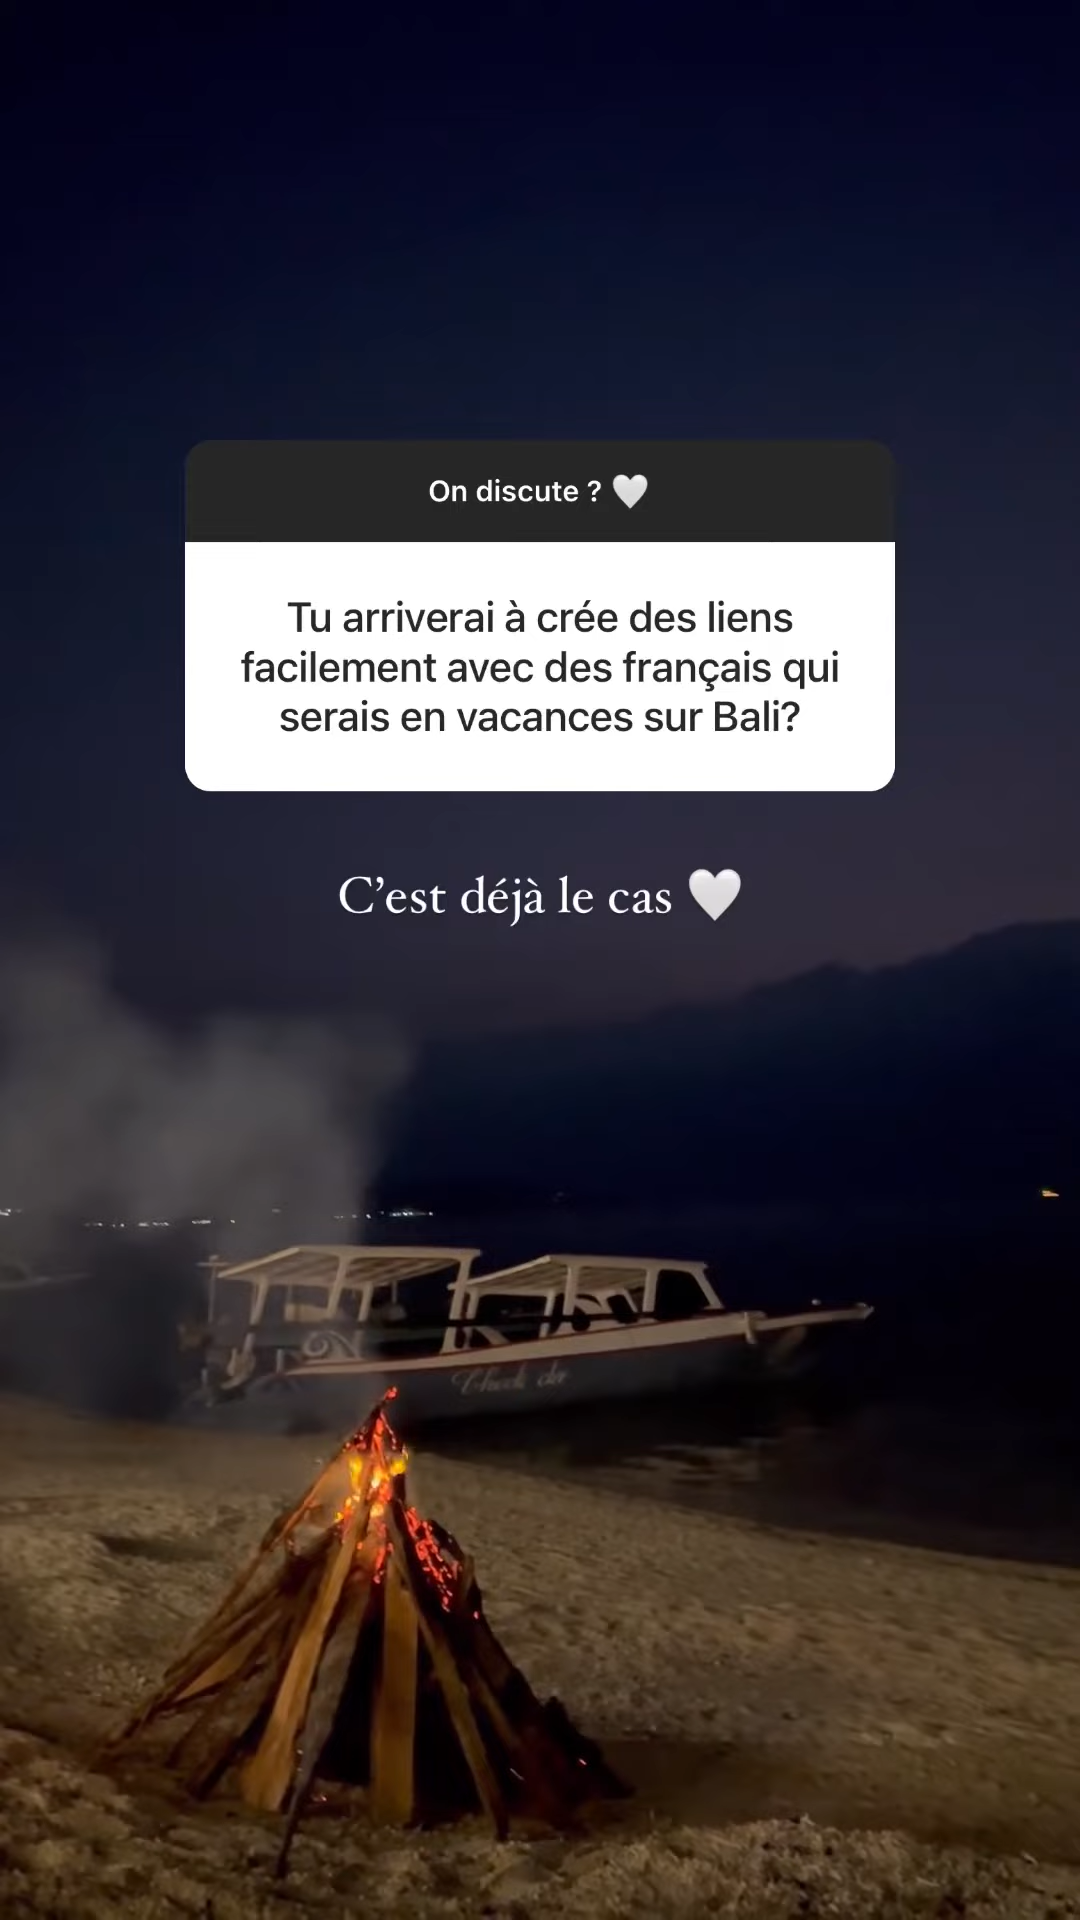 On discute ? 🤍
Tu arriverai à crée des liens
facilement avec des français qui
serais en vacances sur Bali?
C’est déjà le cas 🤍